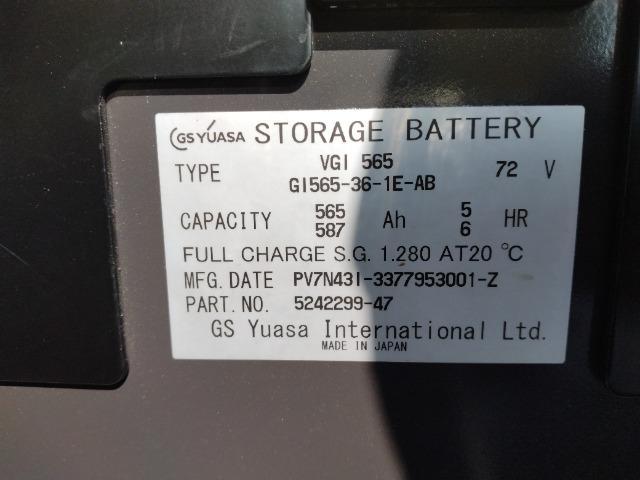 GS YUASA STORAGE BATTERY
TYPE VGI 565 72 V
GI565-36-1E-AB
CAPACITY 565 Ah 5 HR
587 6
FULL CHARGE S.G. 1.280 AT20 ℃
MFG. DATE PV7N43I-3377953001-Z
PART. NO. 5242299-47
GS Yuasa International Ltd.
MADE IN JAPAN